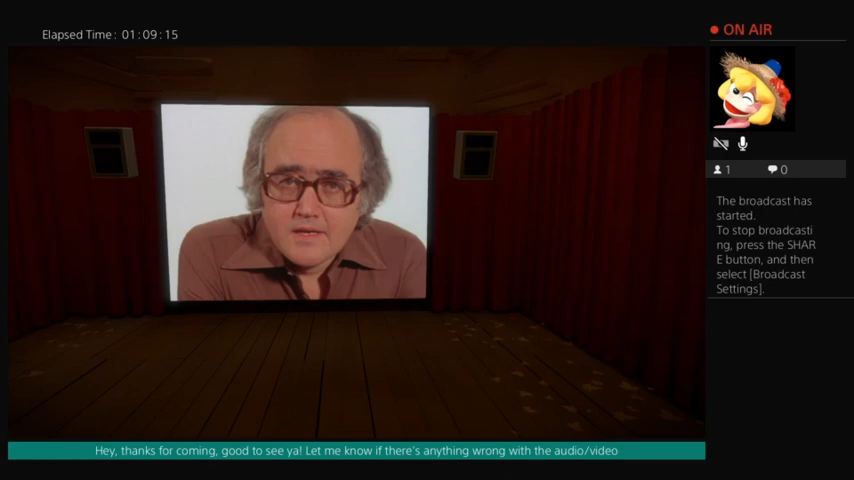 Elapsed Time: 01:09:15
ON AIR
1 0
The broadcast has
started.
To stop broadcasti
ng, press the SHAR
E button, and then
select [Broadcast
Settings].
Hey, thanks for coming, good to see ya! Let me know if there's anything wrong with the audio/video